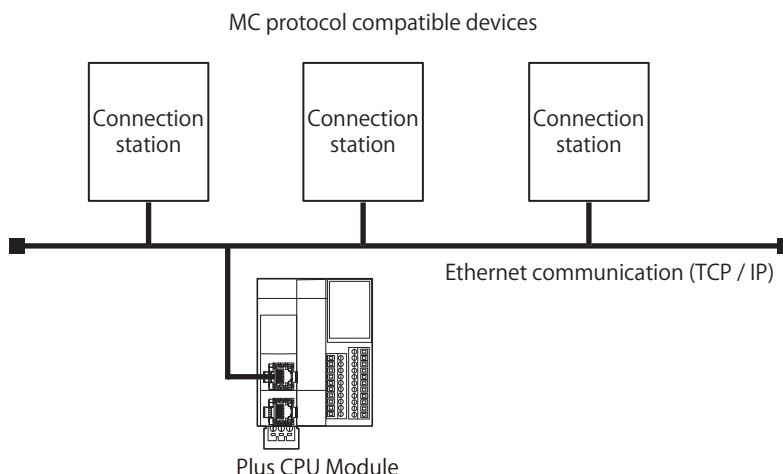 MC protocol compatible devices
Connection
station
Connection
station
Connection
station
Ethernet communication (TCP / IP)
Plus CPU Module